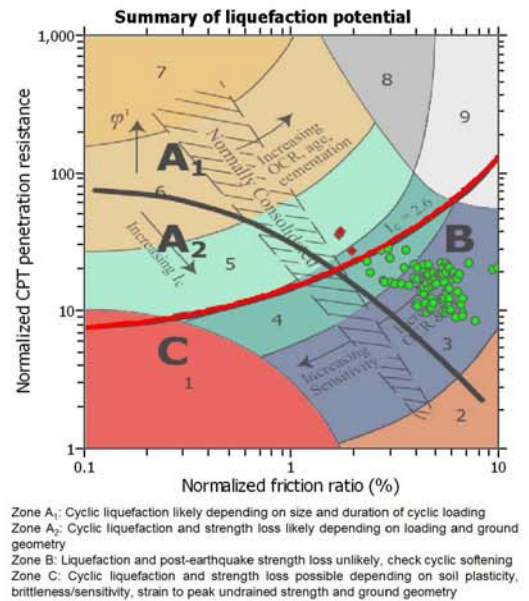 Summary of liquefaction potential
1,000
100
10
1
Normalized CPT penetration resistance
7
8
9
φ'
A1
Normally Consolidated
Increasing
OCR, age,
cementation
6
A2
Increasing Ic
5
Ic = 2.6
B
4
C
1
Increasing
Sensitivity
3
2
0.1
1
10
Normalized friction ratio (%)
Zone A1: Cyclic liquefaction likely depending on size and duration of cyclic loading
Zone A2: Cyclic liquefaction and strength loss likely depending on loading and ground
geometry
Zone B: Liquefaction and post-earthquake strength loss unlikely, check cyclic softening
Zone C: Cyclic liquefaction and strength loss possible depending on soil plasticity,
brittleness/sensitivity, strain to peak undrained strength and ground geometry